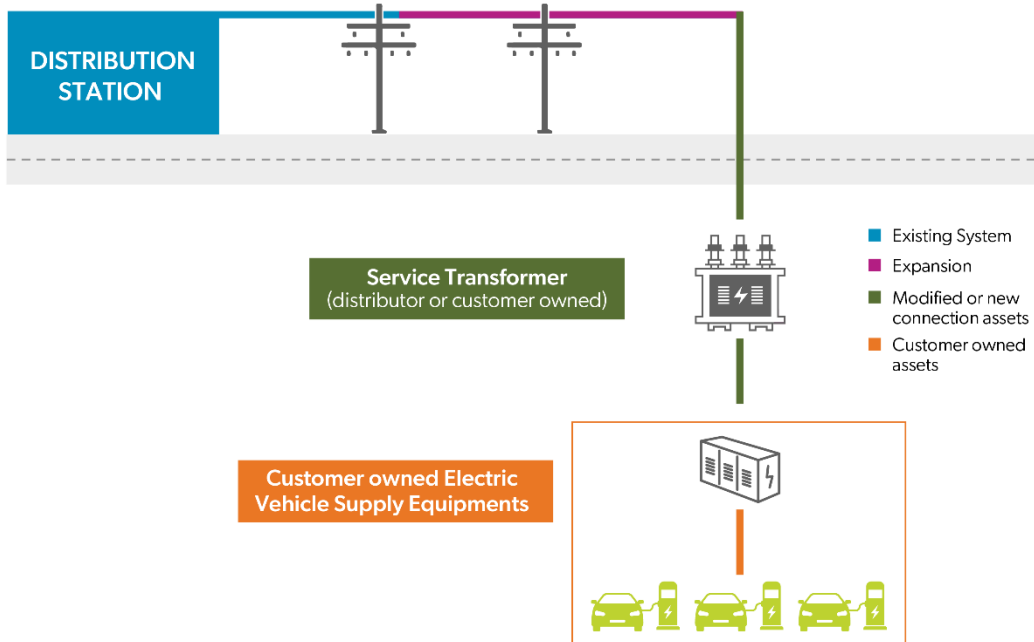 DISTRIBUTION
STATION
Service Transformer
(distributor or customer owned)
Existing System
Expansion
Modified or new
connection assets
Customer owned
assets
Customer owned Electric
Vehicle Supply Equipments